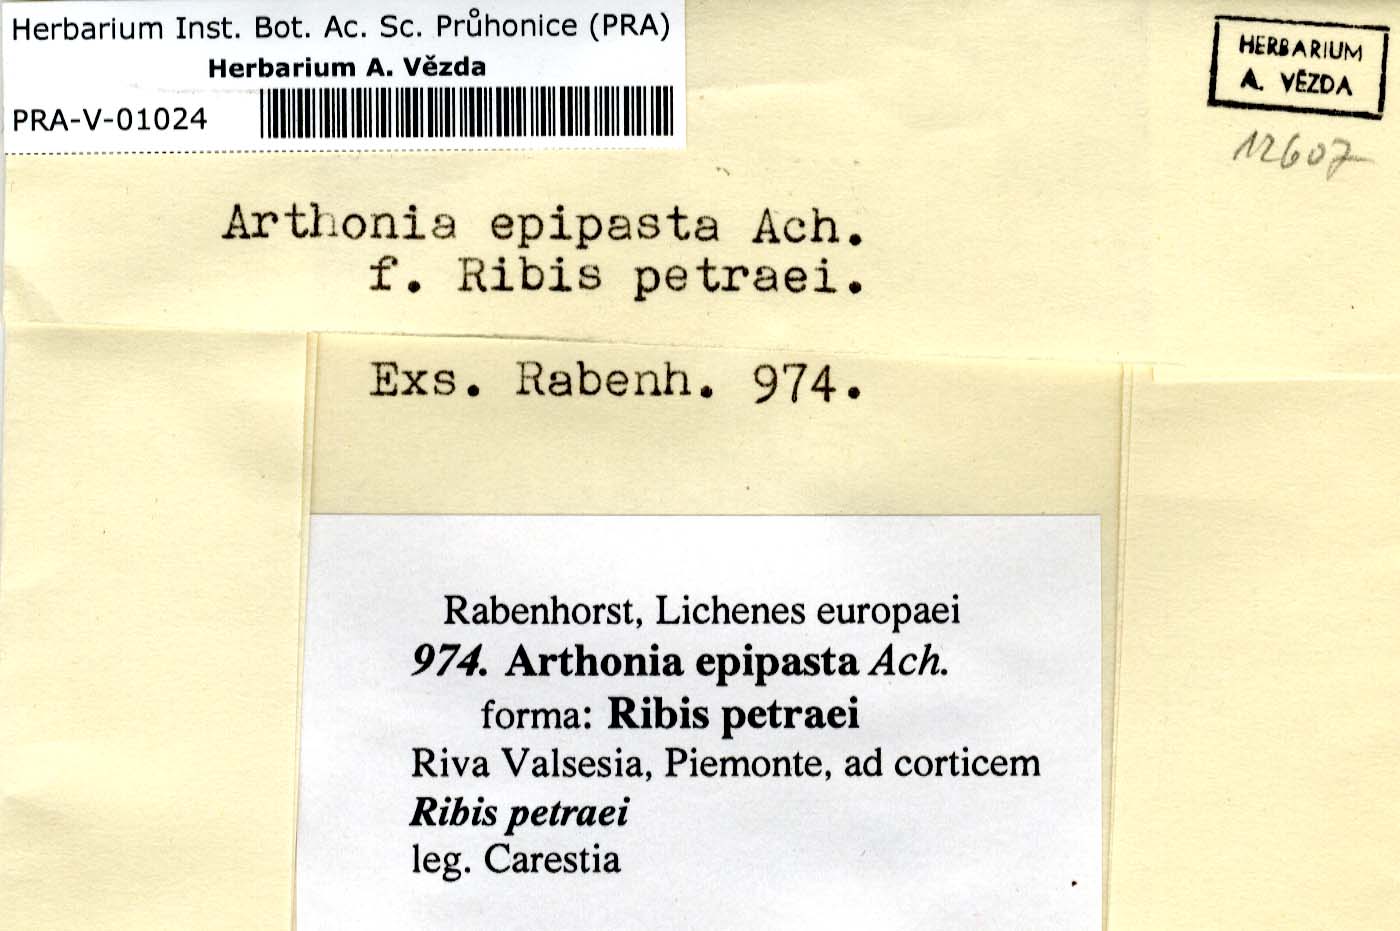 Herbarium Inst. Bot. Ac. Sc. Průhonice (PRA)
Herbarium A. Vězda
PRA-V-01024
HERBARIUM
A. VĚZDA
12607
Arthonia epipasta Ach.
f. Ribis petraei.
Exs. Rabenh. 974.
Rabenhorst, Lichenes europaei
974. Arthonia epipasta Ach.
forma: Ribis petraei
Riva Valsesia, Piemonte, ad corticem
Ribis petraei
leg. Carestia